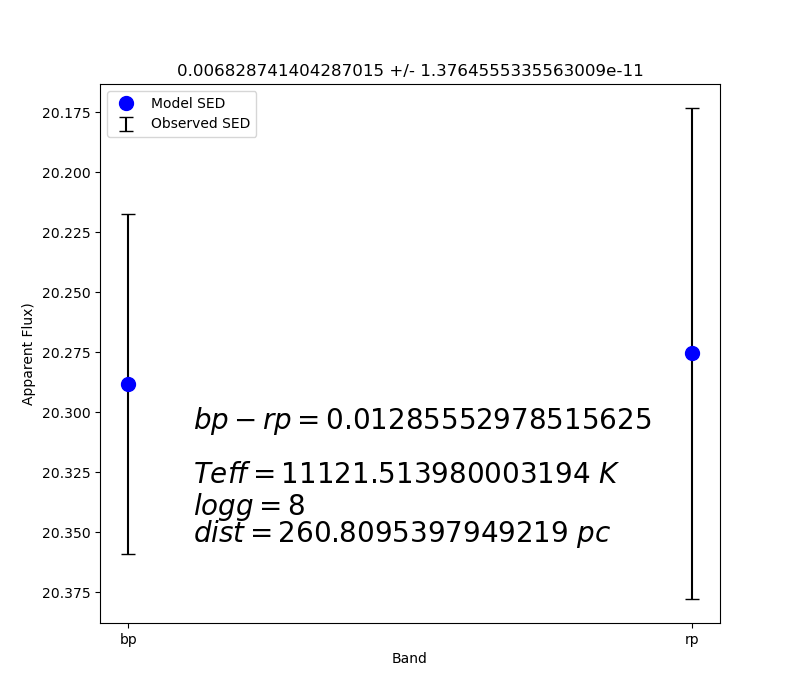 0.006828741404287015 +/- 1.3764555335563009e-11
Model SED
Observed SED
20.175
20.200
20.225
20.250
20.275
20.300
20.325
20.350
20.375
Apparent Flux)
bp − rp = 0.01285552978515625
Teff = 11121.513980003194 K
logg = 8
dist = 260.8095397949219 pc
bp
rp
Band